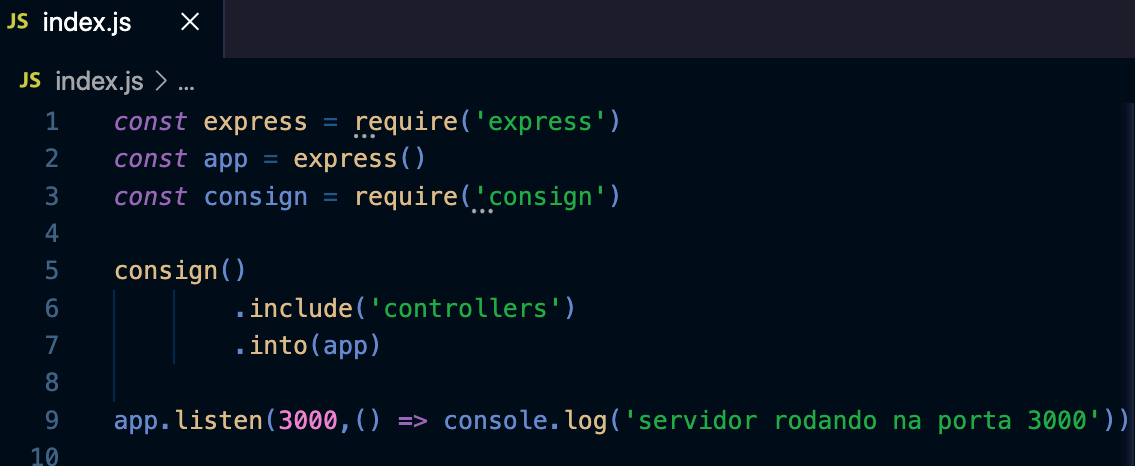 JS index.js ×
JS index.js > ...
1 const express = require('express')
2 const app = express()
3 const consign = require('consign')
4
5 consign()
6 .include('controllers')
7 .into(app)
8
9 app.listen(3000,() => console.log('servidor rodando na porta 3000'))
10